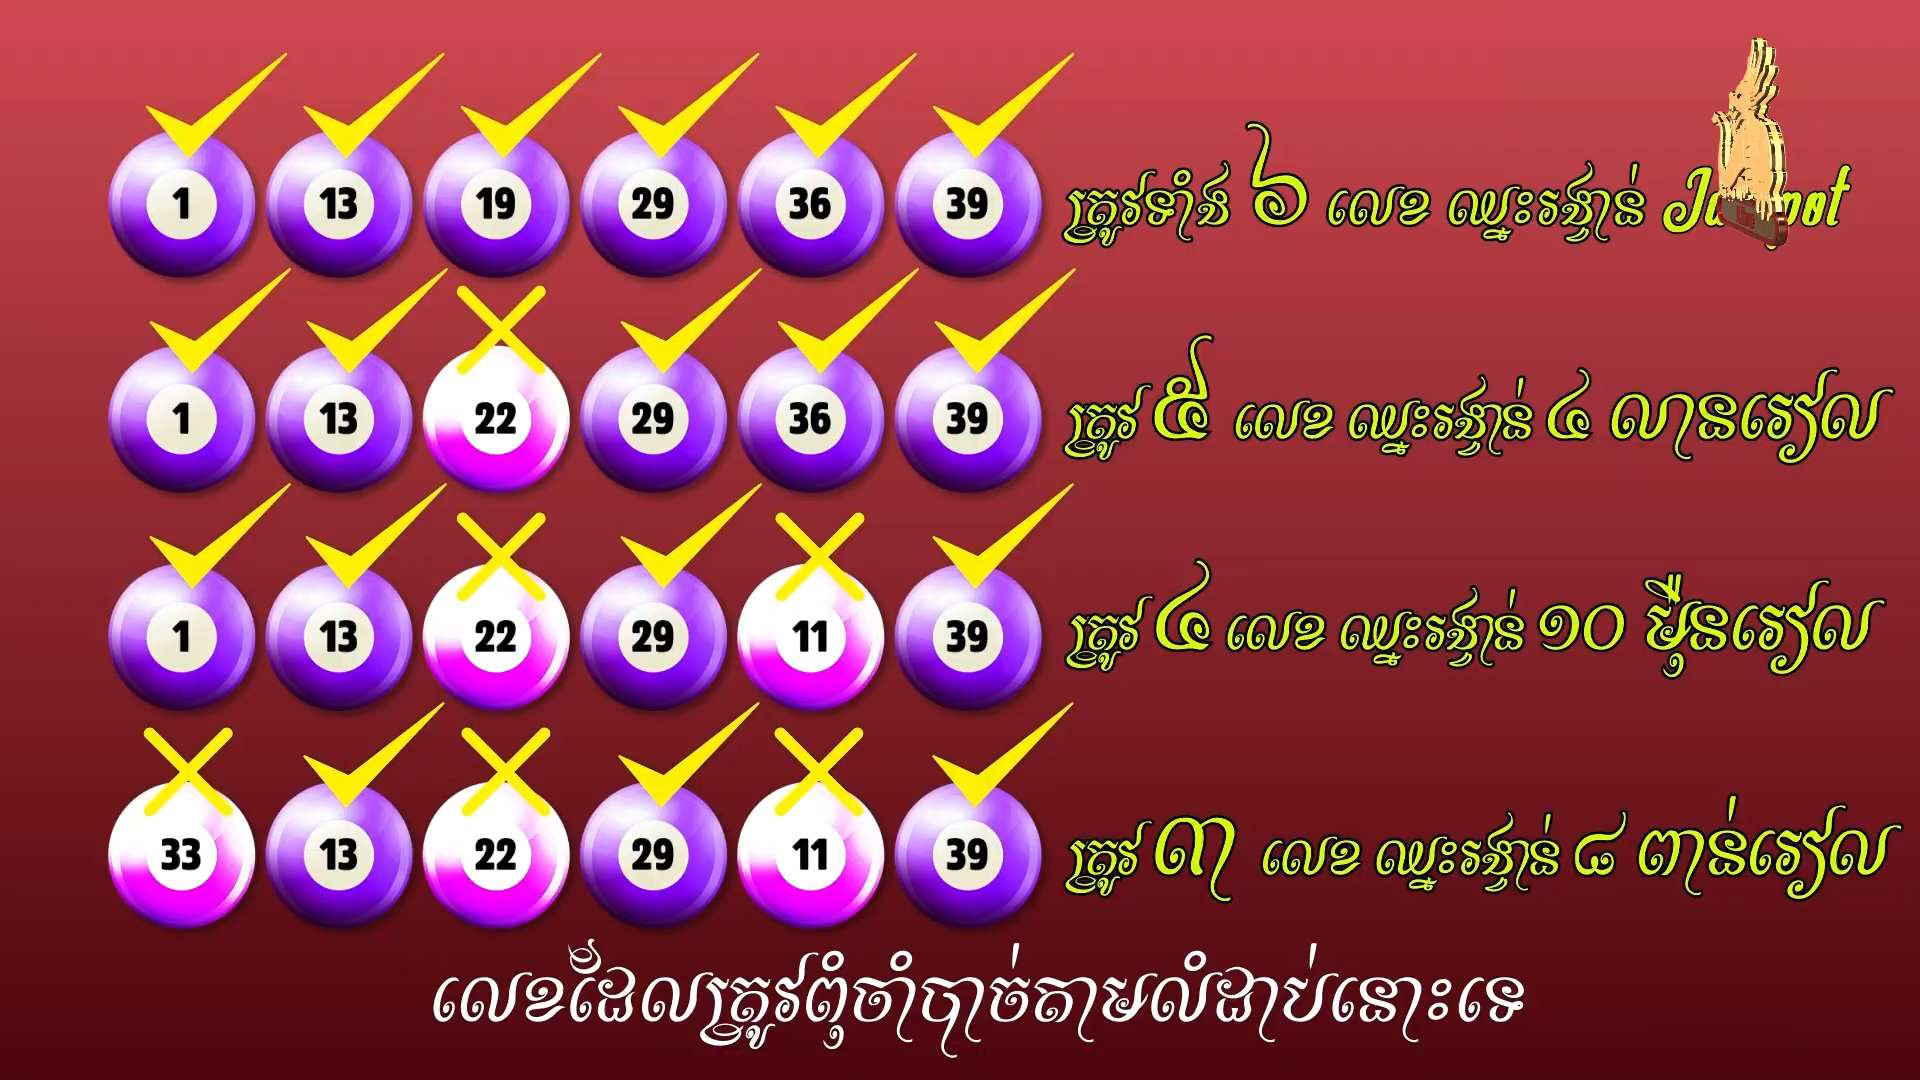 1 13 19 29 36 39 ត្រូវទាំង ៦ លេខ ឈ្នះរង្វាន់
1 13 22 29 36 39 ត្រូវ ៥ លេខ ឈ្នះរង្វាន់ ៤ លានរៀល
1 13 22 29 11 39 ត្រូវ ៤ លេខ ឈ្នះរង្វាន់ ១០ ម៉ឺនរៀល
33 13 22 29 11 39 ត្រូវ ៣ លេខ ឈ្នះរង្វាន់ ៨ ពាន់រៀល
លេខដែលត្រូវពុំចាំបាច់តាមលំដាប់នោះទេ